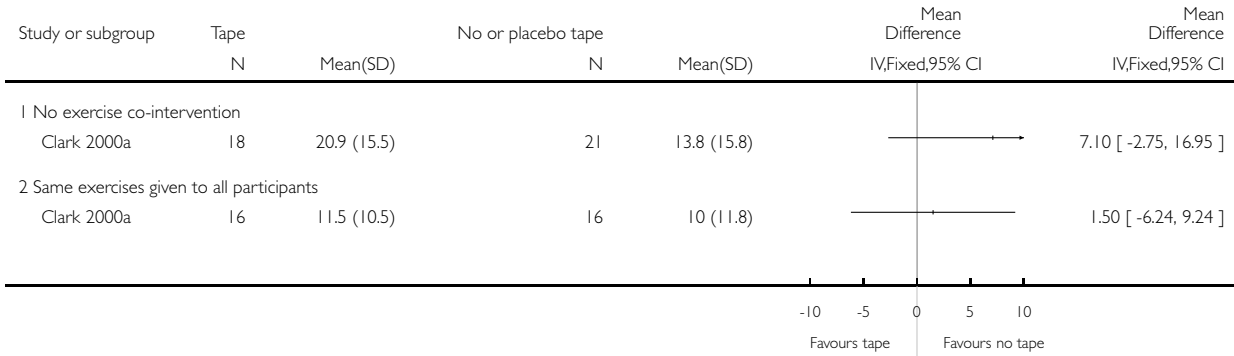 Study or subgroup Tape No or placebo tape Mean Difference Mean Difference
N Mean(SD) N Mean(SD) IV,Fixed,95% CI IV,Fixed,95% CI
1 No exercise co-intervention
Clark 2000a 18 20.9 (15.5) 21 13.8 (15.8) 7.10 [ -2.75, 16.95 ]
2 Same exercises given to all participants
Clark 2000a 16 11.5 (10.5) 16 10 (11.8) 1.50 [ -6.24, 9.24 ]
-10 -5 0 5 10
Favours tape Favours no tape